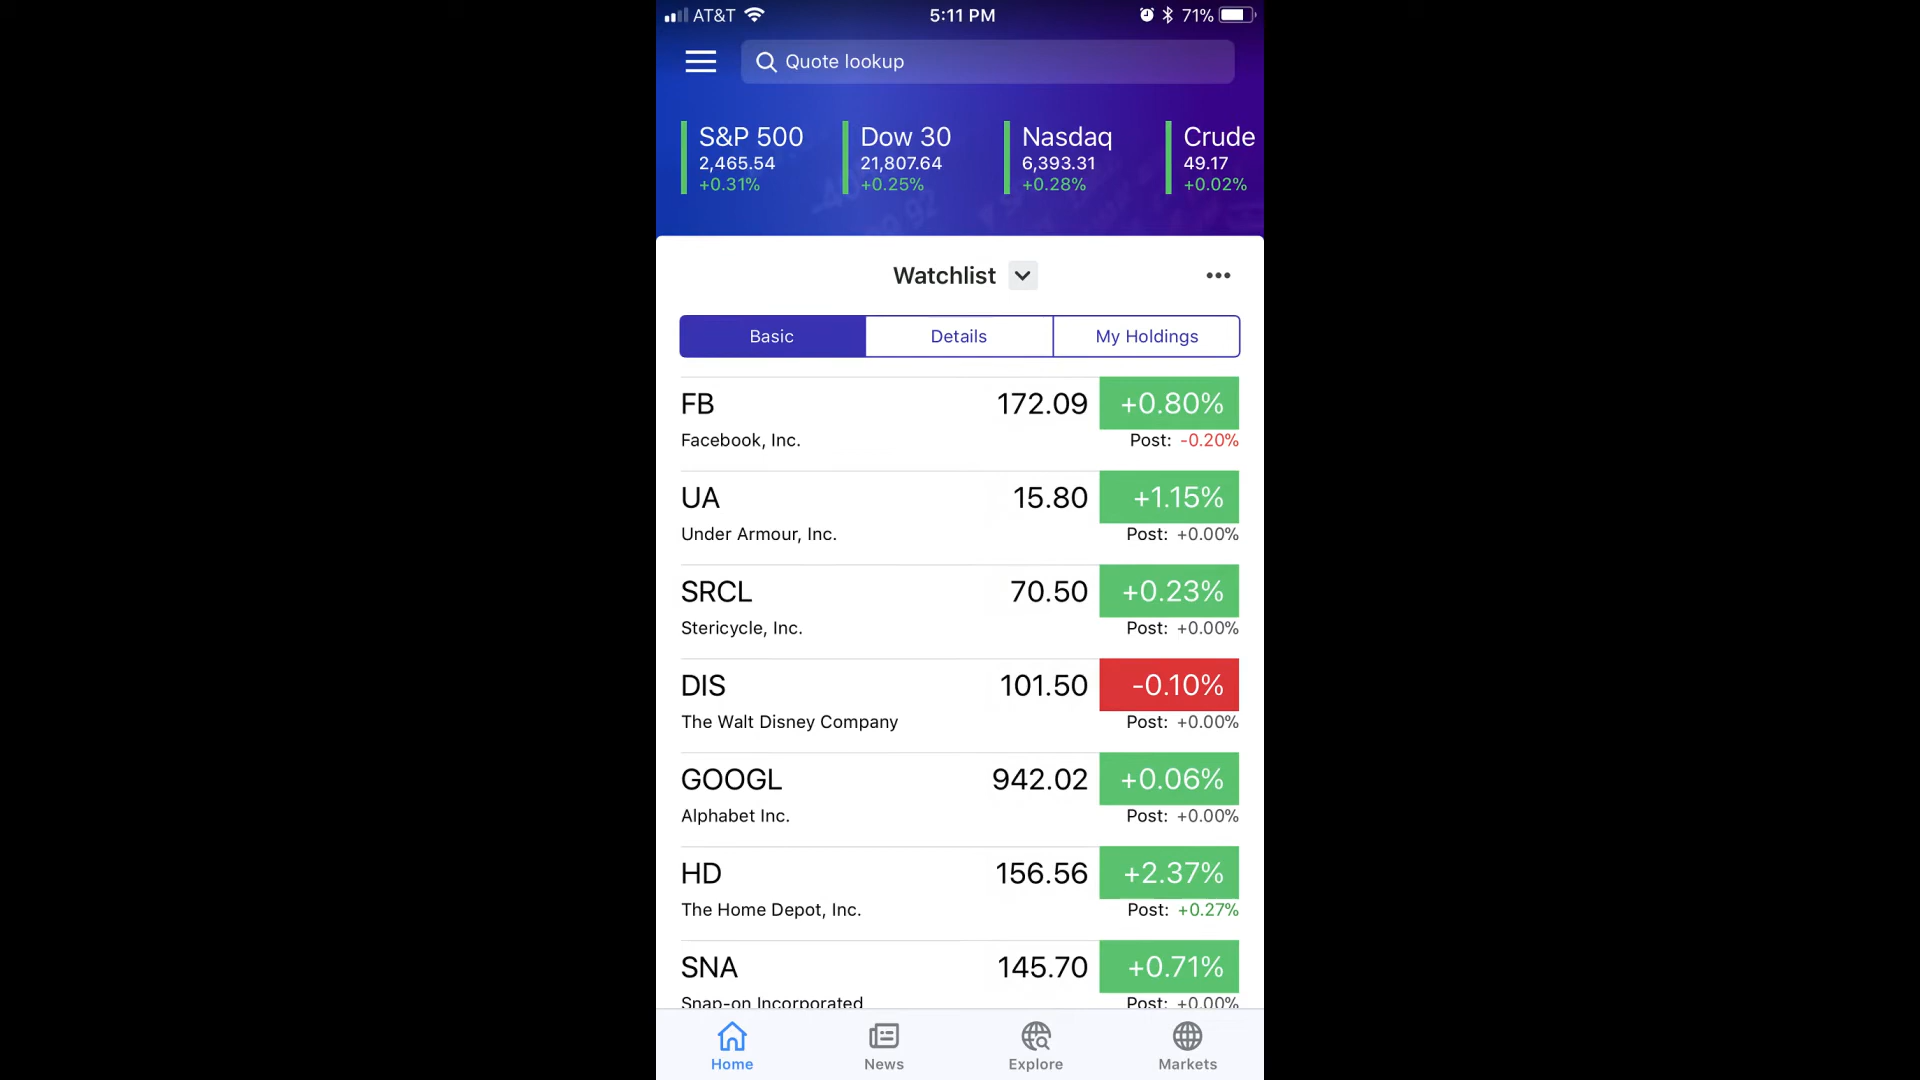 AT&T
5:11 PM
71%
Quote lookup
S&P 500
2,465.54
+0.31%
Dow 30
21,807.64
+0.25%
Nasdaq
6,393.31
+0.28%
Crude
49.17
+0.02%
Watchlist
Basic
Details
My Holdings
FB 172.09 +0.80%
Facebook, Inc. Post: -0.20%
UA 15.80 +1.15%
Under Armour, Inc. Post: +0.00%
SRCL 70.50 +0.23%
Stericycle, Inc. Post: +0.00%
DIS 101.50 -0.10%
The Walt Disney Company Post: +0.00%
GOOGL 942.02 +0.06%
Alphabet Inc. Post: +0.00%
HD 156.56 +2.37%
The Home Depot, Inc. Post: +0.27%
SNA 145.70 +0.71%
Snap-on Incorporated Post: +0.00%
Home
News
Explore
Markets